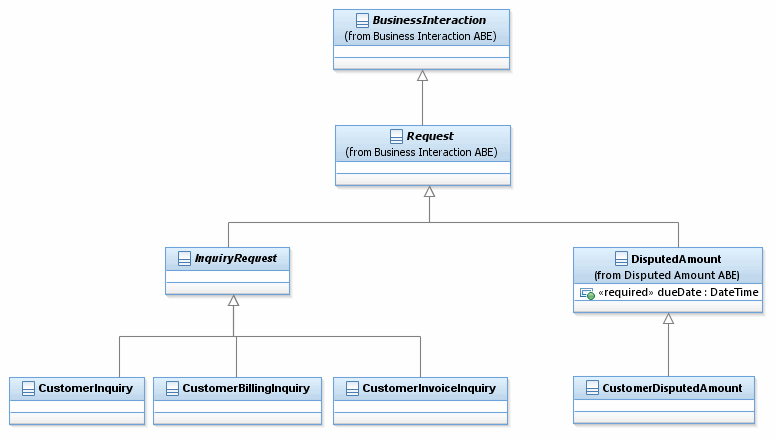 BusinessInteraction
(from Business Interaction ABE)
Request
(from Business Interaction ABE)
InquiryRequest
DisputedAmount
(from Disputed Amount ABE)
«required» dueDate : DateTime
CustomerInquiry
CustomerBillingInquiry
CustomerInvoiceInquiry
CustomerDisputedAmount